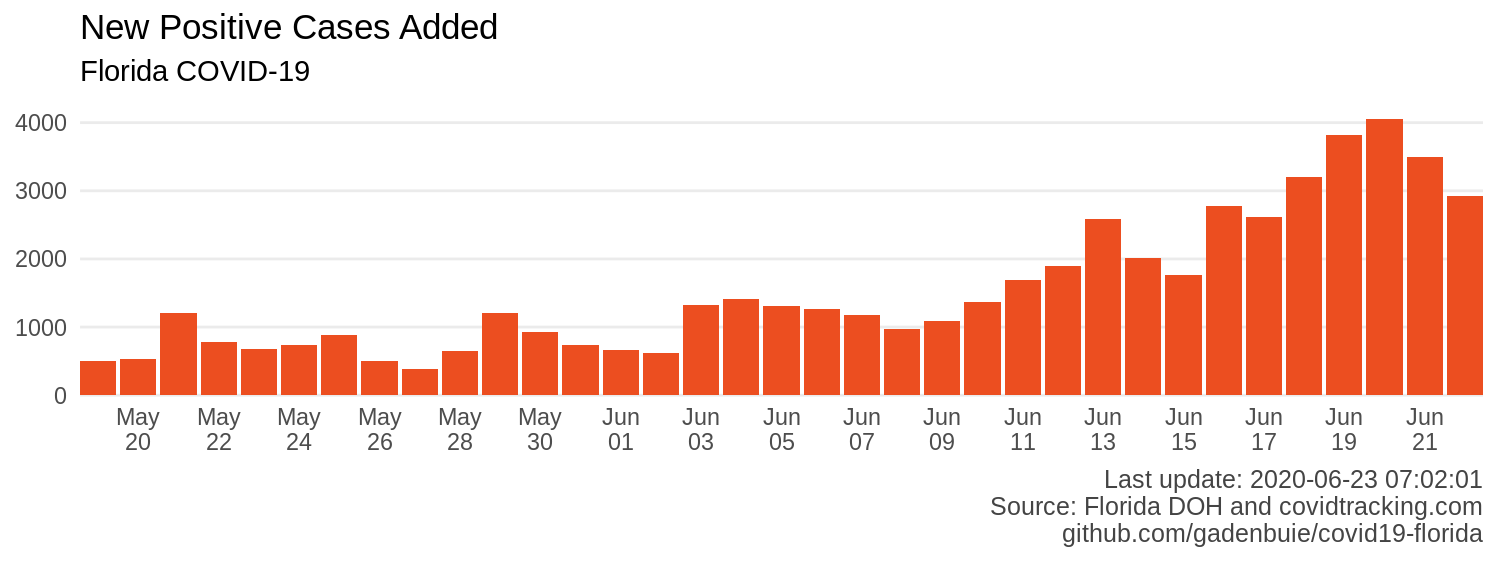 New Positive Cases Added
Florida COVID-19
4000
3000
2000
1000
0
May May May May May May Jun Jun Jun Jun Jun Jun Jun Jun Jun Jun Jun
20 22 24 26 28 30 01 03 05 07 09 11 13 15 17 19 21
Last update: 2020-06-23 07:02:01
Source: Florida DOH and covidtracking.com
github.com/gadenbuie/covid19-florida